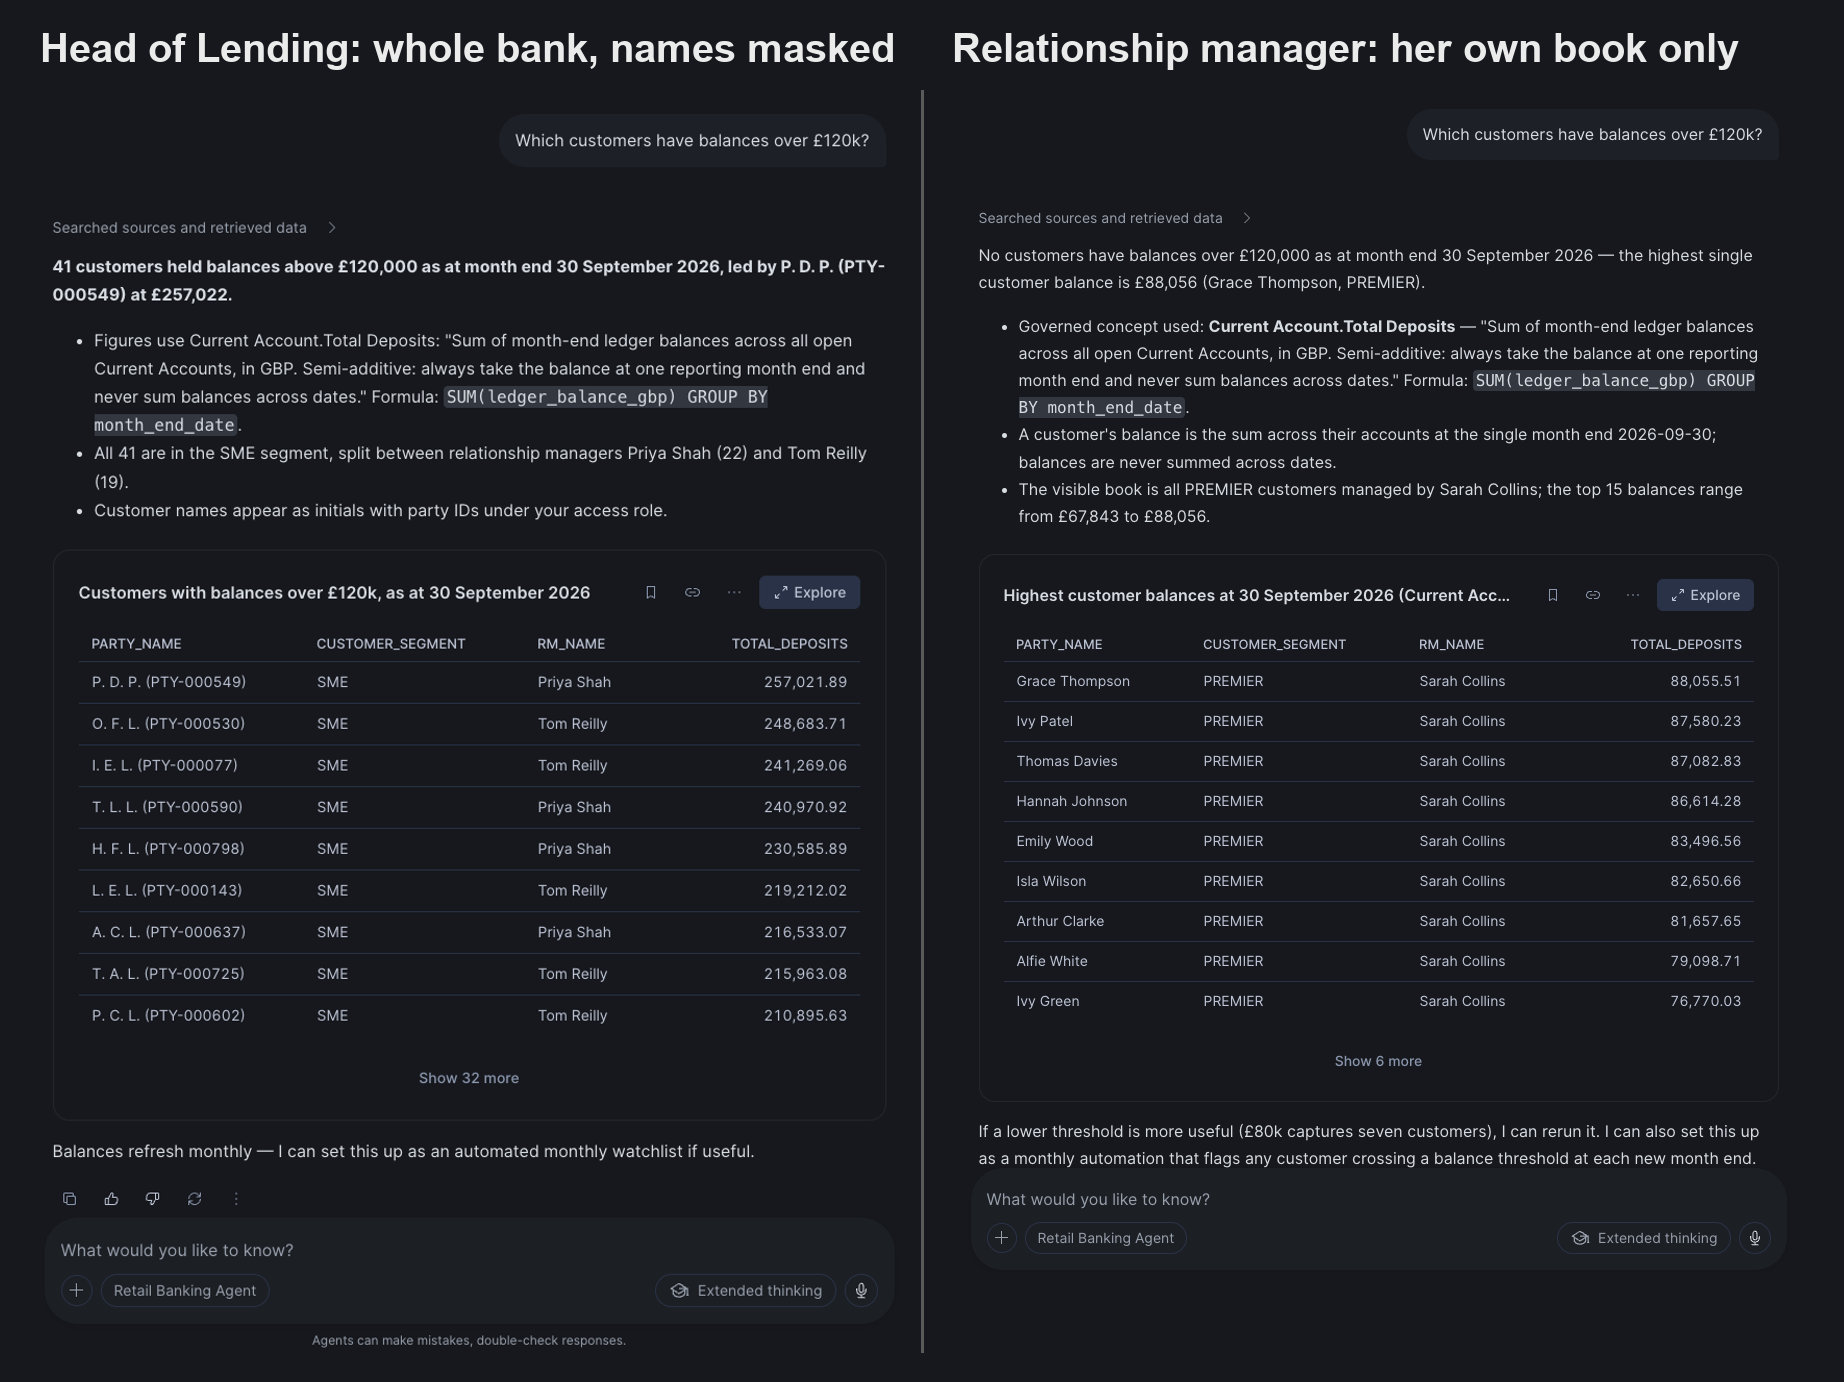 Head of Lending: whole bank, names masked
Which customers have balances over £120k?
Searched sources and retrieved data
41 customers held balances above £120,000 as at month end 30 September 2026, led by P. D. P. (PTY-
000549) at £257,022.
• Figures use Current Account.Total Deposits: "Sum of month-end ledger balances across all open
Current Accounts, in GBP. Semi-additive: always take the balance at one reporting month end and
never sum balances across dates." Formula: SUM(ledger_balance_gbp) GROUP BY
month_end_date.
• All 41 are in the SME segment, split between relationship managers Priya Shah (22) and Tom Reilly
(19).
• Customer names appear as initials with party IDs under your access role.
Customers with balances over £120k, as at 30 September 2026
Explore
PARTY_NAME CUSTOMER_SEGMENT RM_NAME TOTAL_DEPOSITS
P. D. P. (PTY-000549) SME Priya Shah 257,021.89
O. F. L. (PTY-000530) SME Tom Reilly 248,683.71
I. E. L. (PTY-000077) SME Tom Reilly 241,269.06
T. L. L. (PTY-000590) SME Priya Shah 240,970.92
H. F. L. (PTY-000798) SME Priya Shah 230,585.89
L. E. L. (PTY-000143) SME Tom Reilly 219,212.02
A. C. L. (PTY-000637) SME Priya Shah 216,533.07
T. A. L. (PTY-000725) SME Tom Reilly 215,963.08
P. C. L. (PTY-000602) SME Tom Reilly 210,895.63
Show 32 more
Balances refresh monthly — I can set this up as an automated monthly watchlist if useful.
What would you like to know?
Retail Banking Agent
Extended thinking
Agents can make mistakes, double-check responses.
Relationship manager: her own book only
Which customers have balances over £120k?
Searched sources and retrieved data
No customers have balances over £120,000 as at month end 30 September 2026 — the highest single
customer balance is £88,056 (Grace Thompson, PREMIER).
• Governed concept used: Current Account.Total Deposits — "Sum of month-end ledger balances
across all open Current Accounts, in GBP. Semi-additive: always take the balance at one reporting
month end and never sum balances across dates." Formula: SUM(ledger_balance_gbp) GROUP
BY month_end_date.
• A customer's balance is the sum across their accounts at the single month end 2026-09-30;
balances are never summed across dates.
• The visible book is all PREMIER customers managed by Sarah Collins; the top 15 balances range
from £67,843 to £88,056.
Highest customer balances at 30 September 2026 (Current Acc...
Explore
PARTY_NAME CUSTOMER_SEGMENT RM_NAME TOTAL_DEPOSITS
Grace Thompson PREMIER Sarah Collins 88,055.51
Ivy Patel PREMIER Sarah Collins 87,580.23
Thomas Davies PREMIER Sarah Collins 87,082.83
Hannah Johnson PREMIER Sarah Collins 86,614.28
Emily Wood PREMIER Sarah Collins 83,496.56
Isla Wilson PREMIER Sarah Collins 82,650.66
Arthur Clarke PREMIER Sarah Collins 81,657.65
Alfie White PREMIER Sarah Collins 79,098.71
Ivy Green PREMIER Sarah Collins 76,770.03
Show 6 more
If a lower threshold is more useful (£80k captures seven customers), I can rerun it. I can also set this up
as a monthly automation that flags any customer crossing a balance threshold at each new month end.
What would you like to know?
Retail Banking Agent
Extended thinking